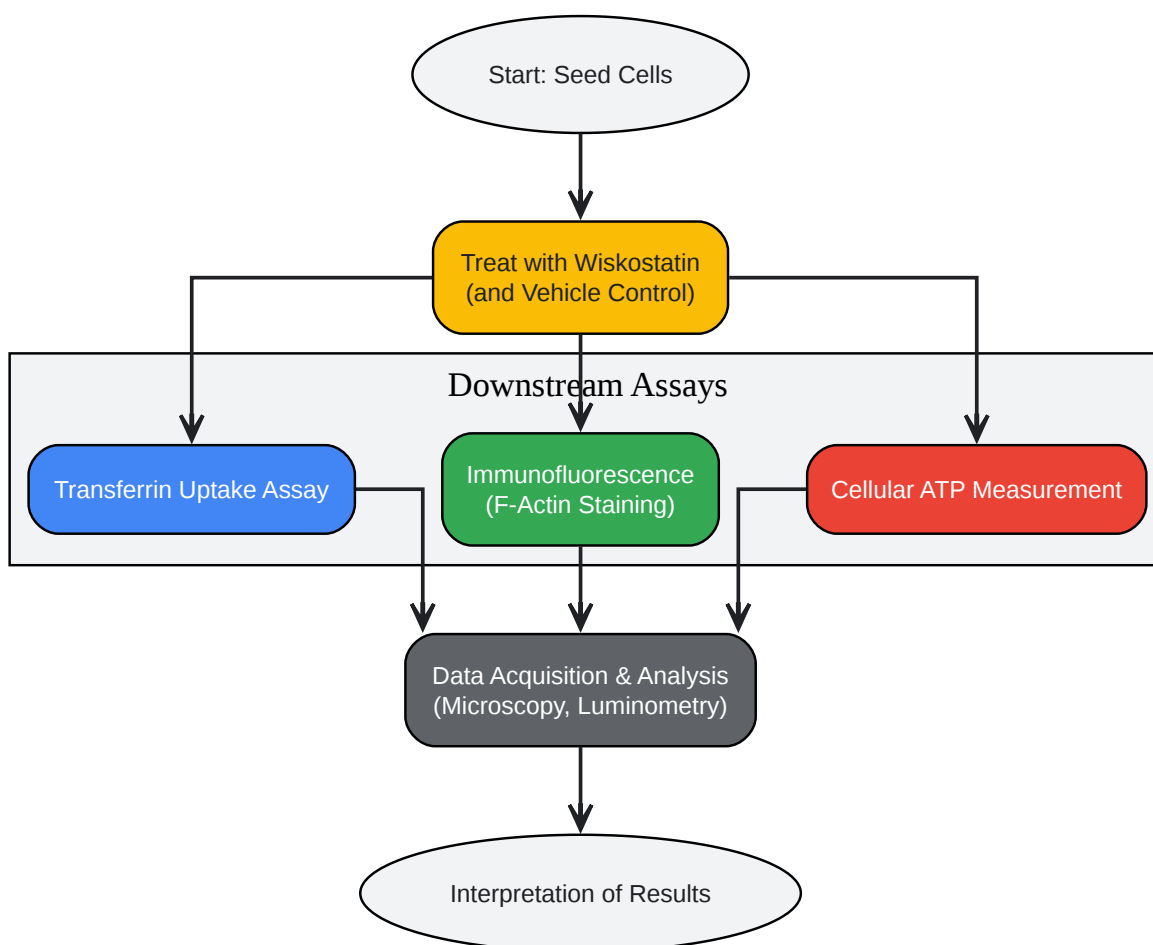 Start: Seed Cells
Treat with Wiskostatin
(and Vehicle Control)
Downstream Assays
Transferrin Uptake Assay
Immunofluorescence
(F-Actin Staining)
Cellular ATP Measurement
Data Acquisition & Analysis
(Microscopy, Luminometry)
Interpretation of Results